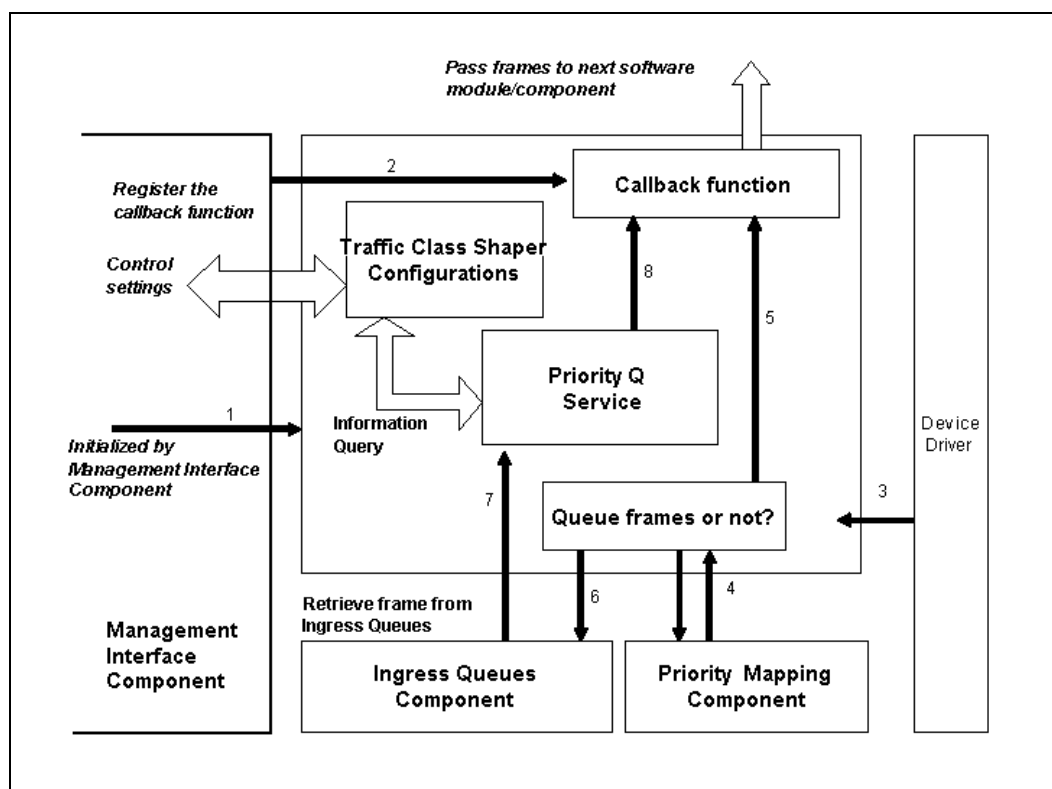 Pass frames to next software
module/component
2
Callback function
Register the
callback function
Traffic Class Shaper
Configurations
Control
settings
8
5
Priority Q
Service
1
Information
Query
Initialized by
Management Interface
Component
Device
Driver
7
3
Queue frames or not?
6
4
Retrieve frame from
Ingress Queues
Management
Interface
Component
Ingress Queues
Component
Priority Mapping
Component